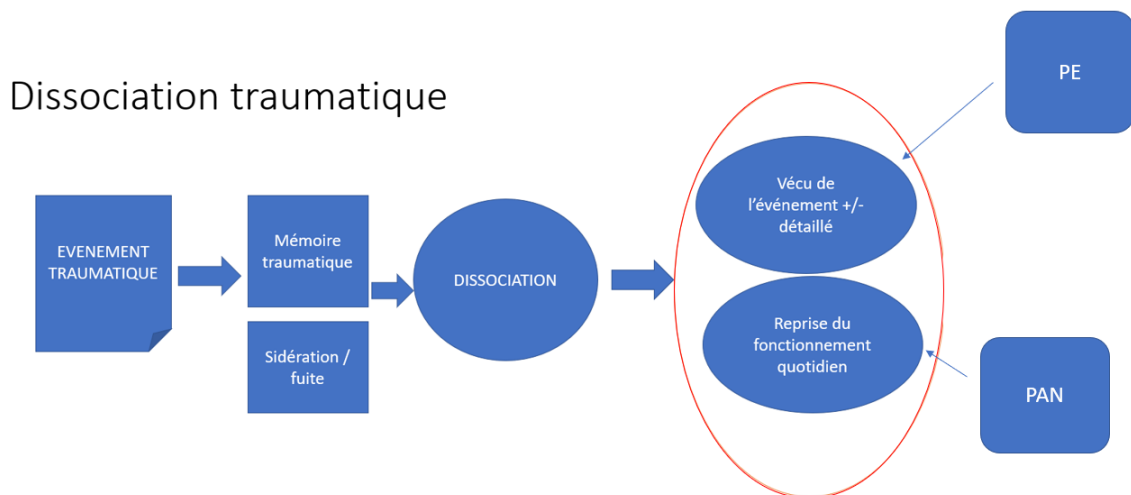 Dissociation traumatique
EVENEMENT
TRAUMATIQUE
Mémoire
traumatique
Sidération /
fuite
DISSOCIATION
Vécu de
l’événement +/-
détaillé
Reprise du
fonctionnement
quotidien
PE
PAN